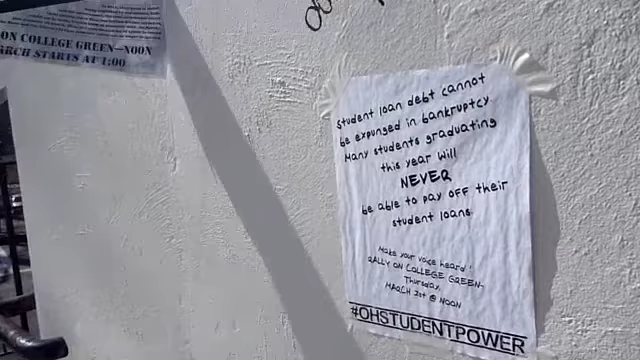 ON COLLEGE GREEN—NOON
MARCH STARTS AT 1:00
Student loan debt cannot
be expunged in bankruptcy.
Many students graduating
this year will
NEVER
be able to pay off their
student loans.
Make your voice heard!
RALLY ON COLLEGE GREEN-
Thursday,
MARCH 21st @ NOON
#OHSTUDENTPOWER